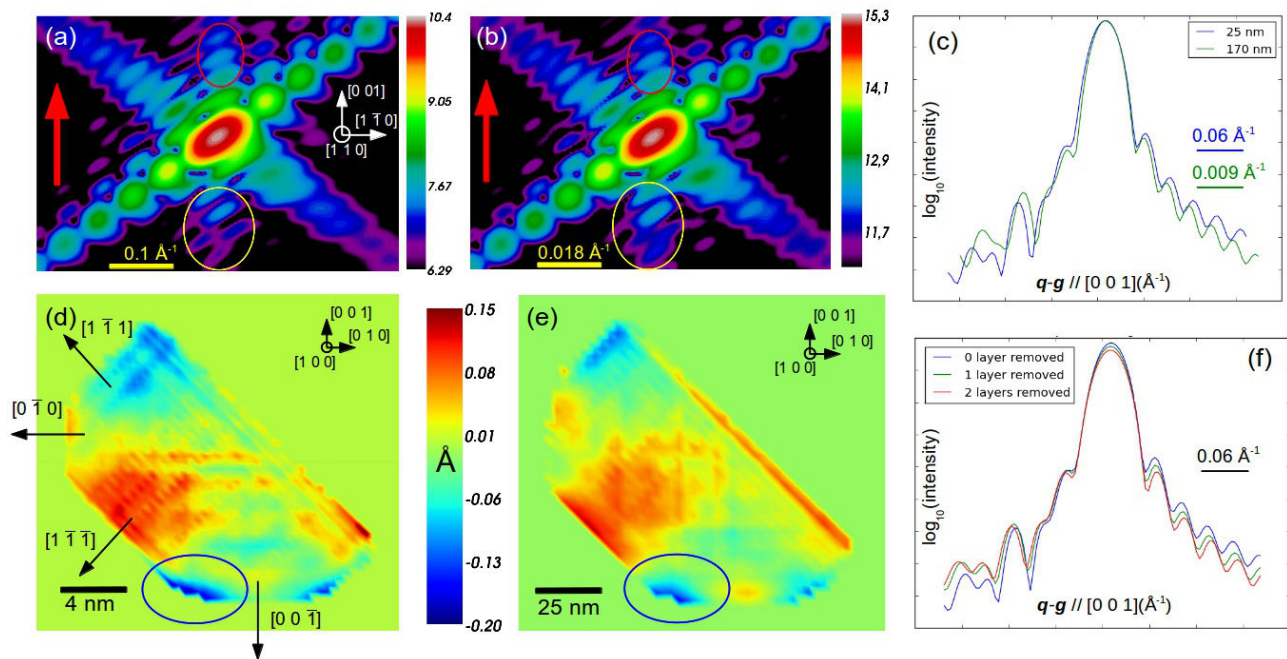 (a)
[0 01]
[1 1̅ 0]
[1 1 0]
0.1 Å⁻¹
10.4
9.05
7.67
6.29
(b)
0.018 Å⁻¹
15,3
14,1
12,9
11,7
(c)
25 nm
170 nm
0.06 Å⁻¹
0.009 Å⁻¹
log₁₀(intensity)
q-g // [0 0 1](Å⁻¹)
(d)
[1 1̅ 1]
[0 0 1]
[0 1 0]
[1 0 0]
[0 1̅ 0]
[1 1̅ 1̅]
4 nm
[0 0 1̅]
0.15
0.08
0.01
Å
-0.06
-0.13
-0.20
(e)
[0 0 1]
[0 1 0]
[1 0 0]
25 nm
(f)
0 layer removed
1 layer removed
2 layers removed
0.06 Å⁻¹
log₁₀(intensity)
q-g // [0 0 1](Å⁻¹)